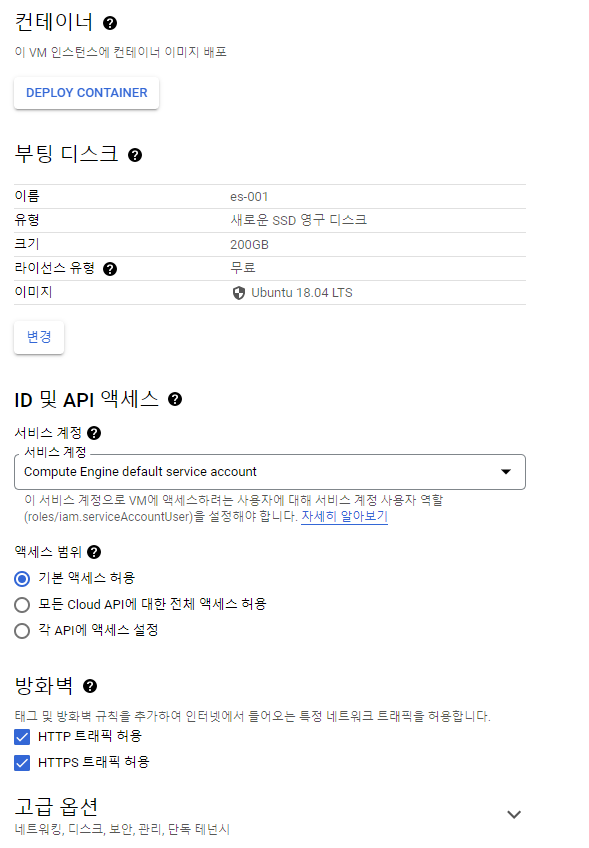 컨테이너
이 VM 인스턴스에 컨테이너 이미지 배포
DEPLOY CONTAINER
부팅 디스크
이름 es-001
유형 새로운 SSD 영구 디스크
크기 200GB
라이선스 유형 무료
이미지 Ubuntu 18.04 LTS
변경
ID 및 API 액세스
서비스 계정
서비스 계정
Compute Engine default service account
이 서비스 계정으로 VM에 액세스하려는 사용자에 대해 서비스 계정 사용자 역할
(roles/iam.serviceAccountUser)을 설정해야 합니다. 자세히 알아보기
액세스 범위
기본 액세스 허용
모든 Cloud API에 대한 전체 액세스 허용
각 API에 액세스 설정
방화벽
태그 및 방화벽 규칙을 추가하여 인터넷에서 들어오는 특정 네트워크 트래픽을 허용합니다.
HTTP 트래픽 허용
HTTPS 트래픽 허용
고급 옵션
네트워킹, 디스크, 보안, 관리, 단독 테넌시